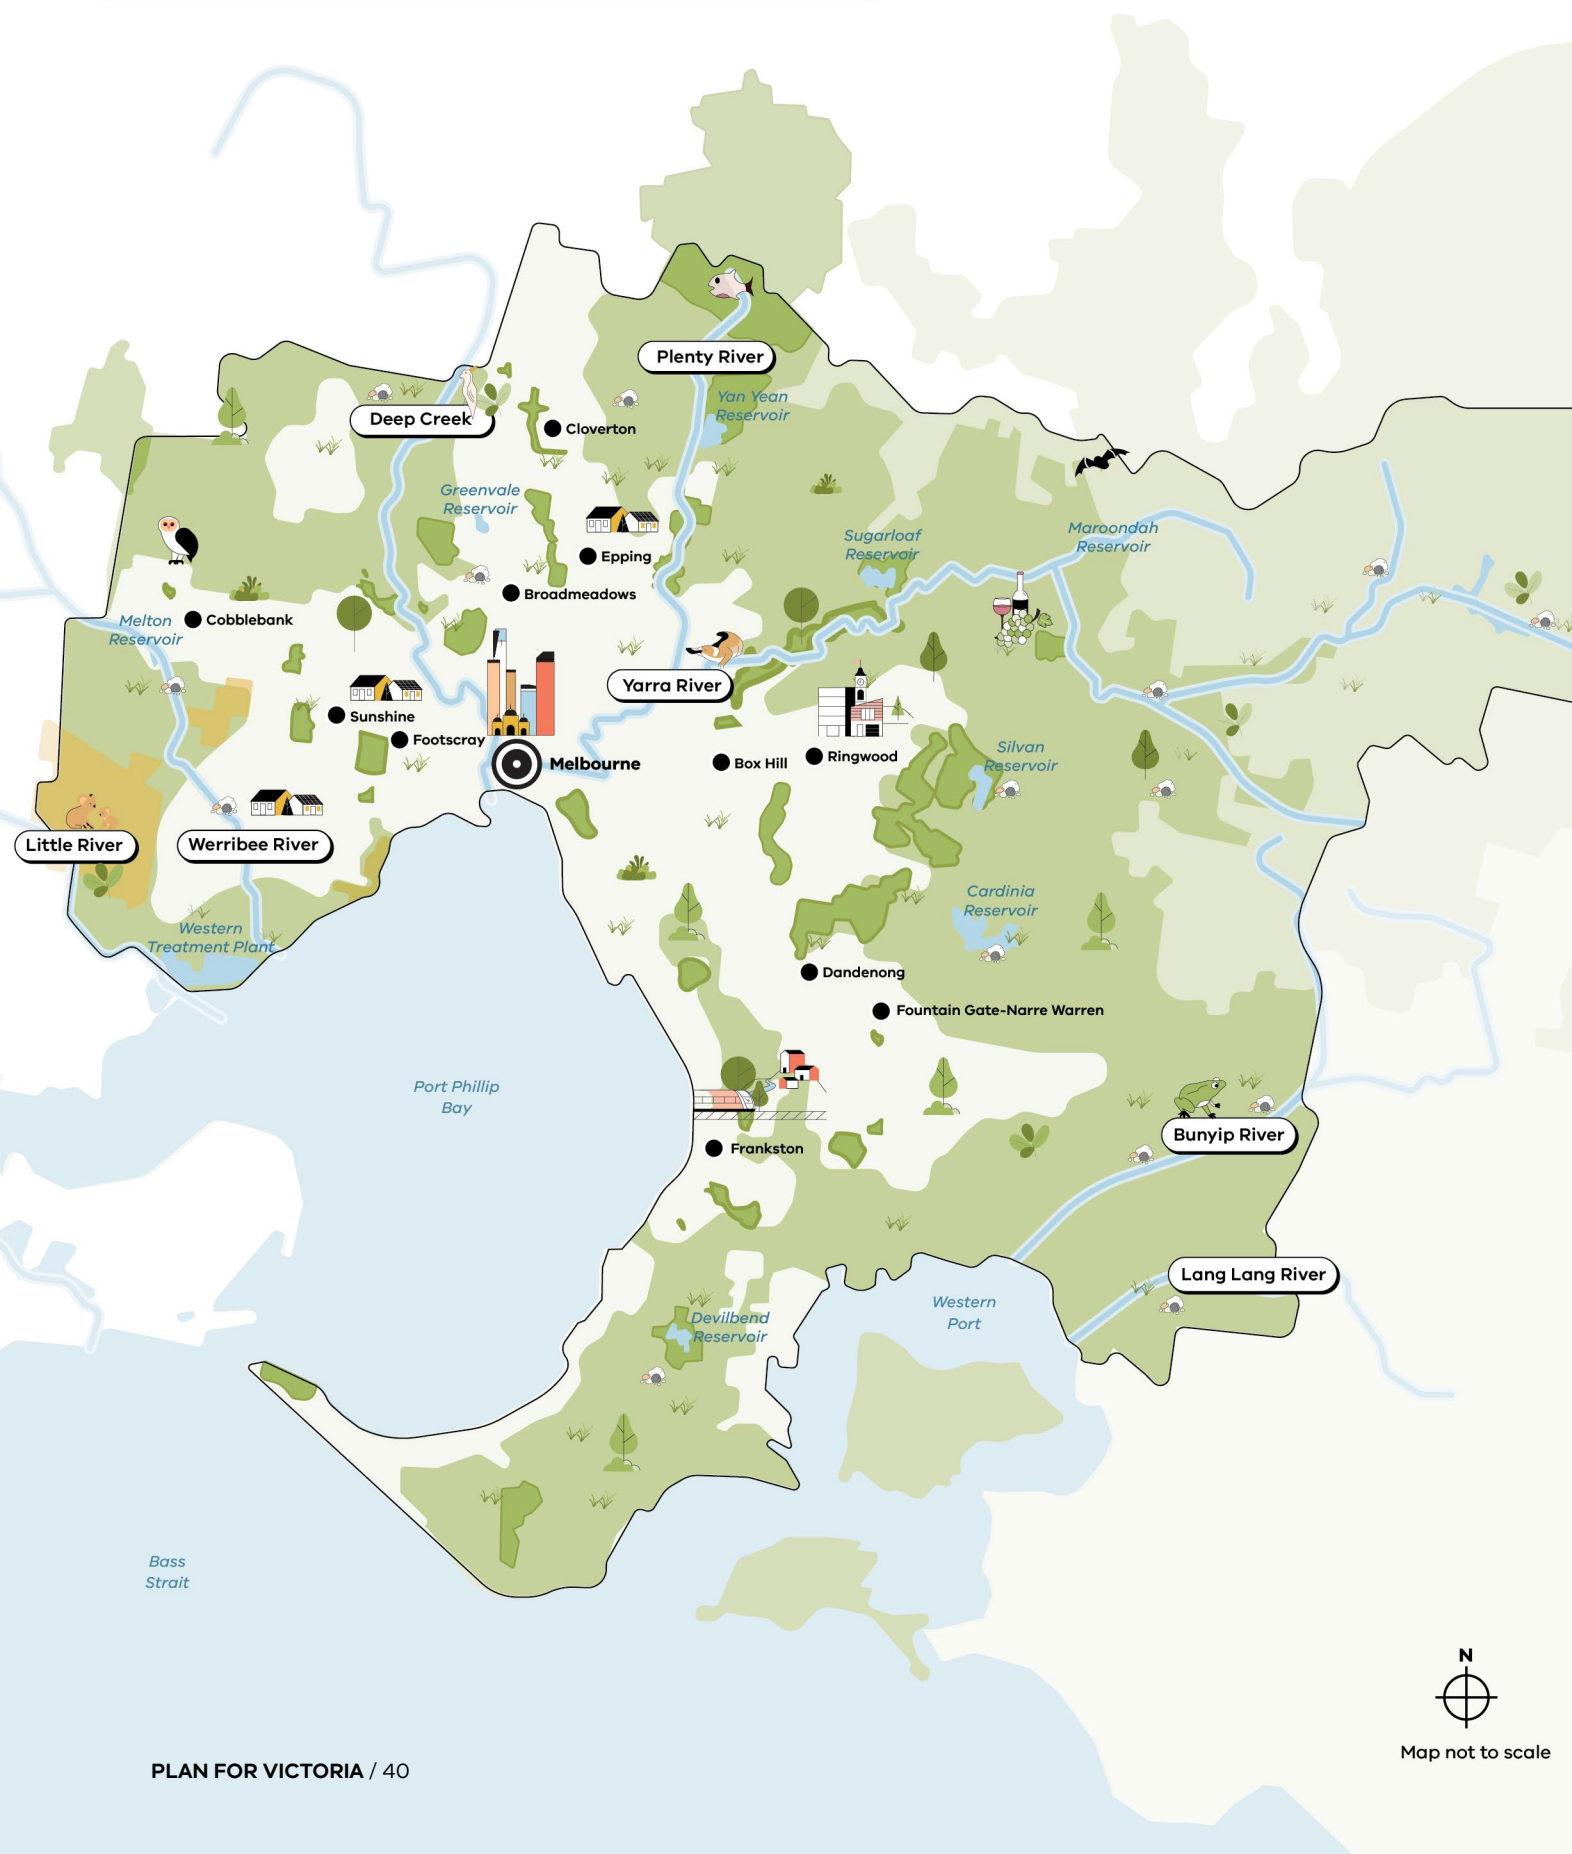 Plenty River
Yan Yean
Reservoir
Deep Creek
Cloverton
Greenvale
Reservoir
Epping
Sugarloaf
Reservoir
Maroondah
Reservoir
Broadmeadows
Melton
Reservoir
Cobblebank
Yarra River
Sunshine
Footscray
Melbourne
Box Hill
Ringwood
Silvan
Reservoir
Little River
Werribee River
Cardinia
Reservoir
Western
Treatment Plant
Dandenong
Fountain Gate-Narre Warren
Port Phillip
Bay
Bunyip River
Frankston
Lang Lang River
Western
Port
Devilbend
Reservoir
Bass
Strait
N
Map not to scale
PLAN FOR VICTORIA / 40